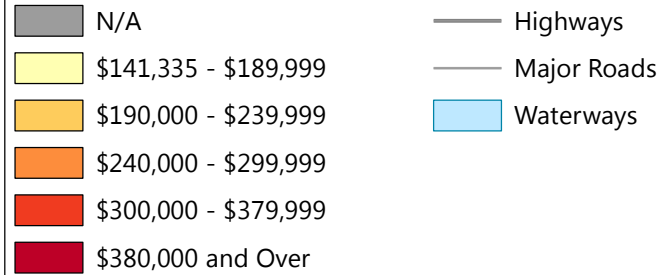 N/A
$141,335 - $189,999
$190,000 - $239,999
$240,000 - $299,999
$300,000 - $379,999
$380,000 and Over
Highways
Major Roads
Waterways